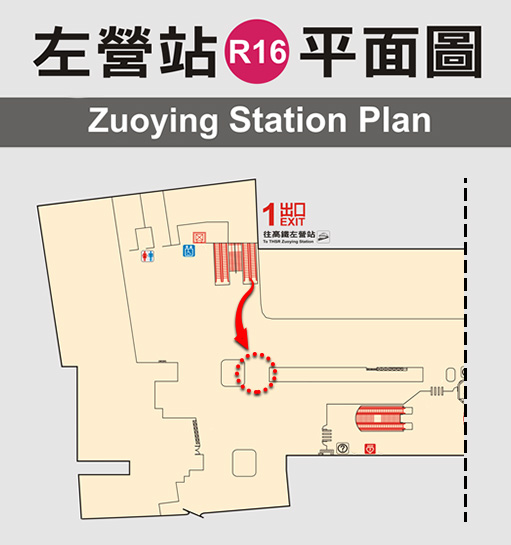 左營站 R16 平面圖
Zuoying Station Plan
1 出口
EXIT
往高鐵左營站
To THSR Zuoying Station
?